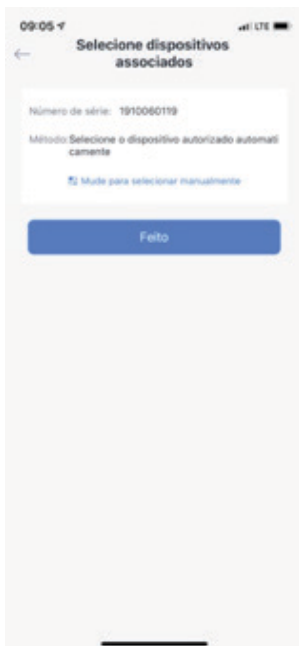 09:05 LTE
Selecione dispositivos
associados
Número de série: 1910060119
Método: Selecione o dispositivo autorizado automati
camente
Mude para selecionar manualmente
Feito